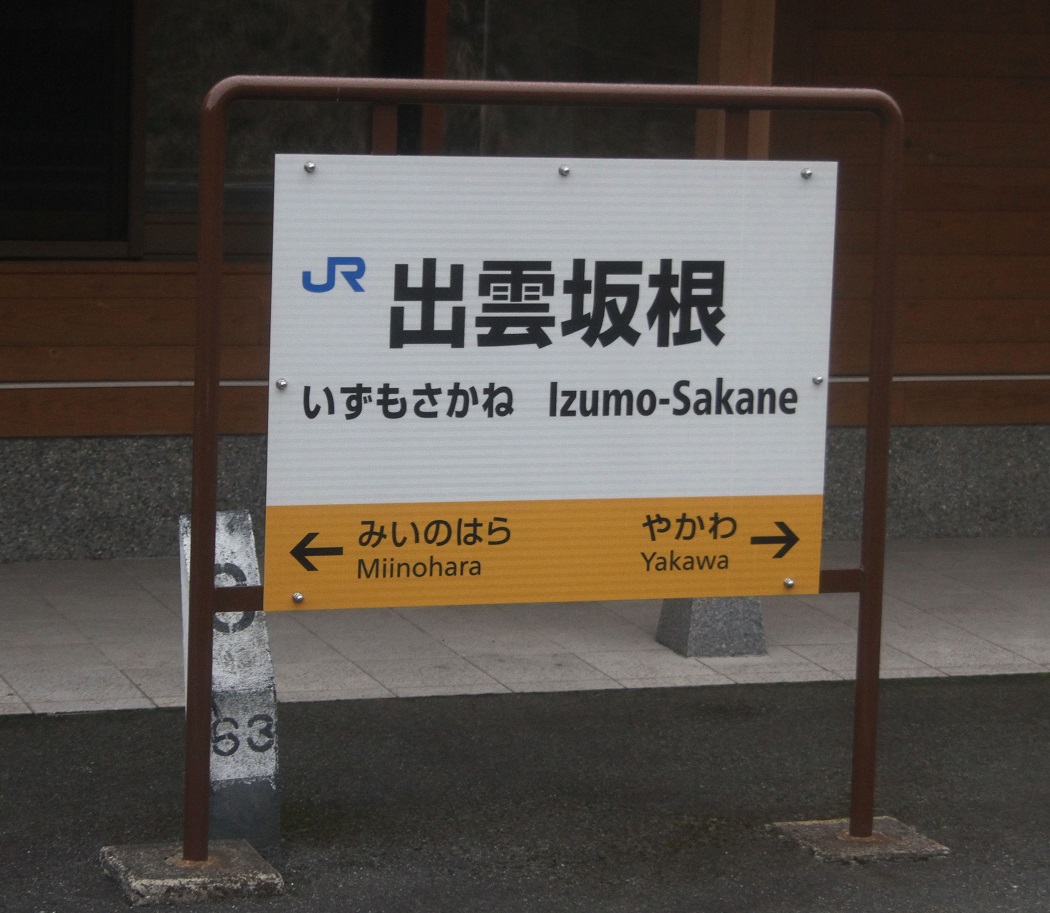 JR 出雲坂根
いずもさかね Izumo-Sakane
← みいのはら やかわ →
Miinohara Yakawa
63